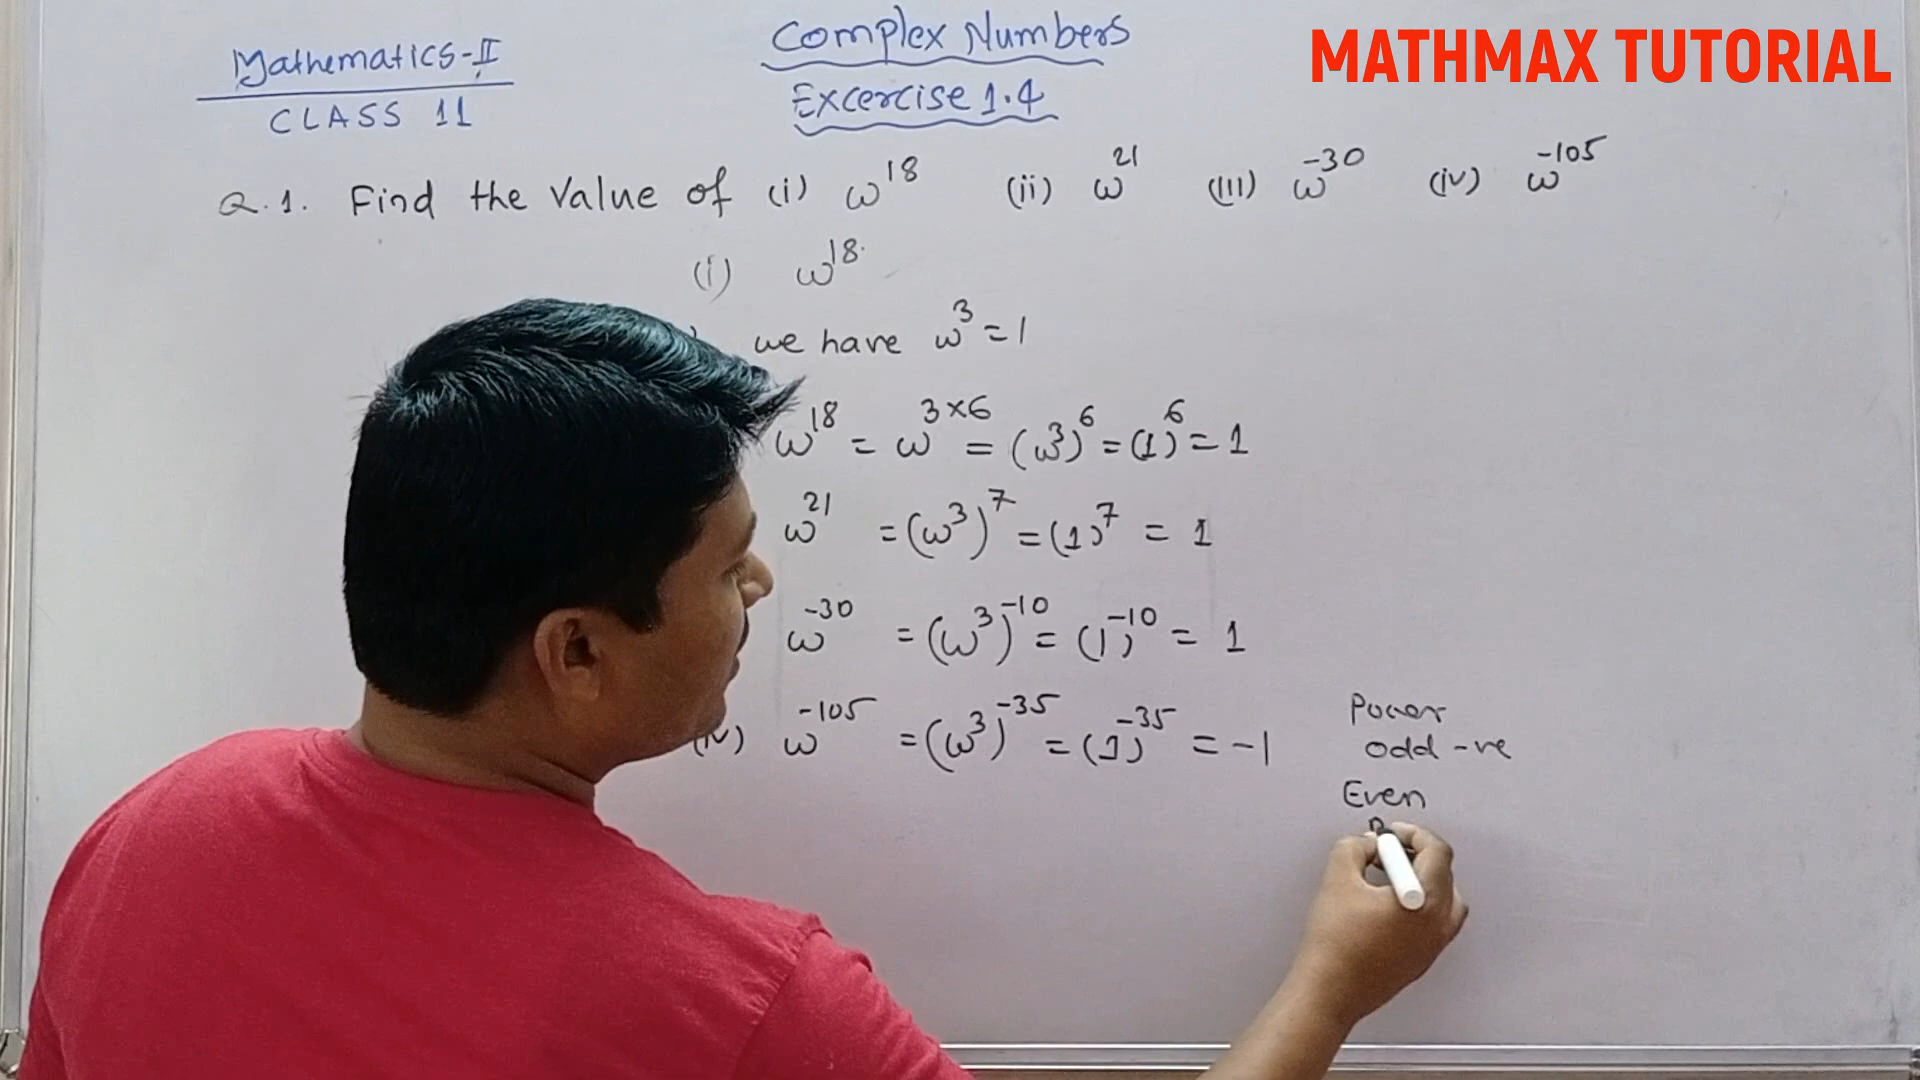 Mathematics-II
CLASS 11
Complex Numbers
Excercise 1.4
MATHMAX TUTORIAL
Q.1. Find the Value of (i) ω^18 (ii) ω^21 (III) ω^-30 (iv) ω^-105
(i) ω^18.
we have ω^3 = 1
ω^18 = ω^3×6 = (ω^3)^6 = (1)^6 = 1
ω^21 = (ω^3)^7 = (1)^7 = 1
ω^-30 = (ω^3)^-10 = (1)^-10 = 1
(iv) ω^-105 = (ω^3)^-35 = (1)^-35 = -1
Power
odd -ve
Even